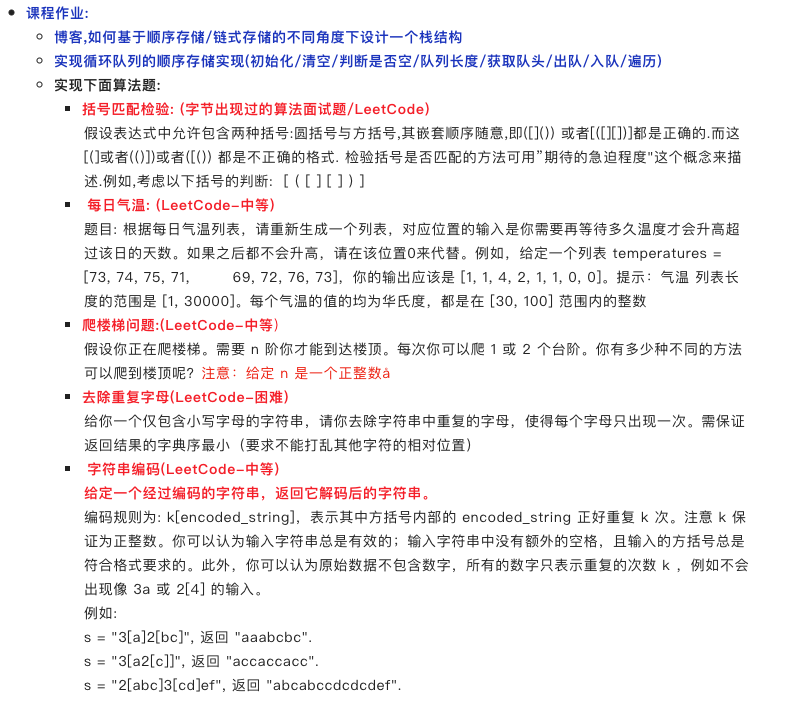 课程作业:
博客,如何基于顺序存储/链式存储的不同角度下设计一个栈结构
实现循环队列的顺序存储实现(初始化/清空/判断是否空/队列长度/获取队头/出队/入队/遍历)
实现下面算法题:
括号匹配检验: (字节出现过的算法面试题/LeetCode)
假设表达式中允许包含两种括号:圆括号与方括号,其嵌套顺序随意,即([]()) 或者[([][])]都是正确的.而这
[(]或者(()])或者([()) 都是不正确的格式. 检验括号是否匹配的方法可用”期待的急迫程度"这个概念来描
述.例如,考虑以下括号的判断: [ ( [ ] [ ] ) ]
每日气温: (LeetCode-中等)
题目: 根据每日气温列表，请重新生成一个列表，对应位置的输入是你需要再等待多久温度才会升高超
过该日的天数。如果之后都不会升高，请在该位置0来代替。例如，给定一个列表 temperatures =
[73, 74, 75, 71, 69, 72, 76, 73]，你的输出应该是 [1, 1, 4, 2, 1, 1, 0, 0]。提示：气温 列表长
度的范围是 [1, 30000]。每个气温的值的均为华氏度，都是在 [30, 100] 范围内的整数
爬楼梯问题:(LeetCode-中等)
假设你正在爬楼梯。需要 n 阶你才能到达楼顶。每次你可以爬 1 或 2 个台阶。你有多少种不同的方法
可以爬到楼顶呢？注意：给定 n 是一个正整数å
去除重复字母(LeetCode-困难)
给你一个仅包含小写字母的字符串，请你去除字符串中重复的字母，使得每个字母只出现一次。需保证
返回结果的字典序最小（要求不能打乱其他字符的相对位置）
字符串编码(LeetCode-中等)
给定一个经过编码的字符串，返回它解码后的字符串。
编码规则为: k[encoded_string]，表示其中方括号内部的 encoded_string 正好重复 k 次。注意 k 保
证为正整数。你可以认为输入字符串总是有效的；输入字符串中没有额外的空格，且输入的方括号总是
符合格式要求的。此外，你可以认为原始数据不包含数字，所有的数字只表示重复的次数 k ，例如不会
出现像 3a 或 2[4] 的输入。
例如:
s = "3[a]2[bc]", 返回 "aaabcbc".
s = "3[a2[c]]", 返回 "accaccacc".
s = "2[abc]3[cd]ef", 返回 "abcabccdcdcdef".